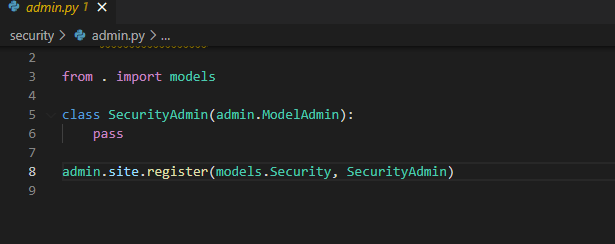 admin.py 1 ×
security > admin.py > ...
2
3 from . import models
4
5 class SecurityAdmin(admin.ModelAdmin):
6     pass
7
8 admin.site.register(models.Security, SecurityAdmin)
9